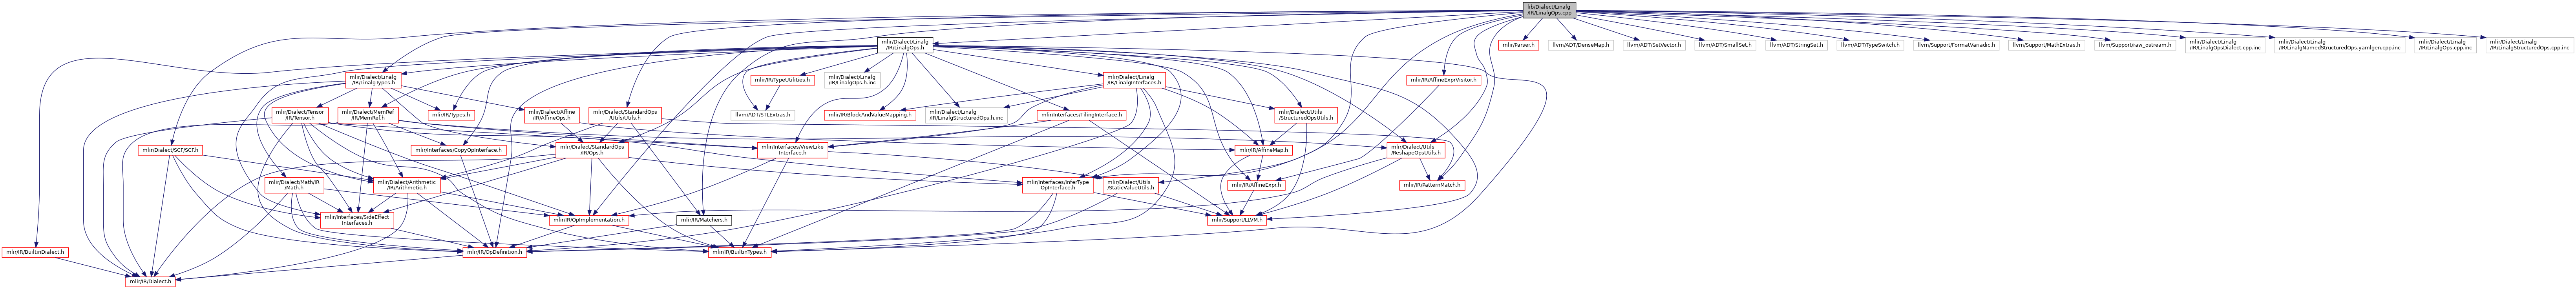 lib/Dialect/Linalg
/IR/LinalgOps.cpp
mlir/Dialect/Linalg
/IR/LinalgOps.h
mlir/Parser.h
llvm/ADT/DenseMap.h
llvm/ADT/SetVector.h
llvm/ADT/SmallSet.h
llvm/ADT/StringSet.h
llvm/ADT/TypeSwitch.h
llvm/Support/FormatVariadic.h
llvm/Support/MathExtras.h
llvm/Support/raw_ostream.h
mlir/Dialect/Linalg
/IR/LinalgOpsDialect.cpp.inc
mlir/Dialect/Linalg
/IR/LinalgNamedStructuredOps.yamlgen.cpp.inc
mlir/Dialect/Linalg
/IR/LinalgOps.cpp.inc
mlir/Dialect/Linalg
/IR/LinalgStructuredOps.cpp.inc
mlir/Dialect/Linalg
/IR/LinalgTypes.h
mlir/IR/TypeUtilities.h
mlir/Dialect/Linalg
/IR/LinalgOps.h.inc
mlir/Dialect/Linalg
/IR/LinalgInterfaces.h
mlir/IR/AffineExprVisitor.h
mlir/Dialect/Tensor
/IR/Tensor.h
mlir/Dialect/MemRef
/IR/MemRef.h
mlir/IR/Types.h
mlir/Dialect/Affine
/IR/AffineOps.h
mlir/Dialect/StandardOps
/Utils/Utils.h
llvm/ADT/STLExtras.h
mlir/IR/BlockAndValueMapping.h
mlir/Dialect/Linalg
/IR/LinalgStructuredOps.h.inc
mlir/Interfaces/TilingInterface.h
mlir/Dialect/Utils
/StructuredOpsUtils.h
mlir/Dialect/SCF/SCF.h
mlir/Interfaces/CopyOpInterface.h
mlir/Dialect/StandardOps
/IR/Ops.h
mlir/Interfaces/ViewLike
Interface.h
mlir/IR/AffineMap.h
mlir/Dialect/Utils
/ReshapeOpsUtils.h
mlir/Dialect/Math/IR
/Math.h
mlir/Dialect/Arithmetic
/IR/Arithmetic.h
mlir/Interfaces/InferType
OpInterface.h
mlir/Dialect/Utils
/StaticValueUtils.h
mlir/IR/AffineExpr.h
mlir/IR/PatternMatch.h
mlir/Interfaces/SideEffect
Interfaces.h
mlir/IR/OpImplementation.h
mlir/IR/Matchers.h
mlir/Support/LLVM.h
mlir/IR/BuiltinDialect.h
mlir/IR/OpDefinition.h
mlir/IR/BuiltinTypes.h
mlir/IR/Dialect.h